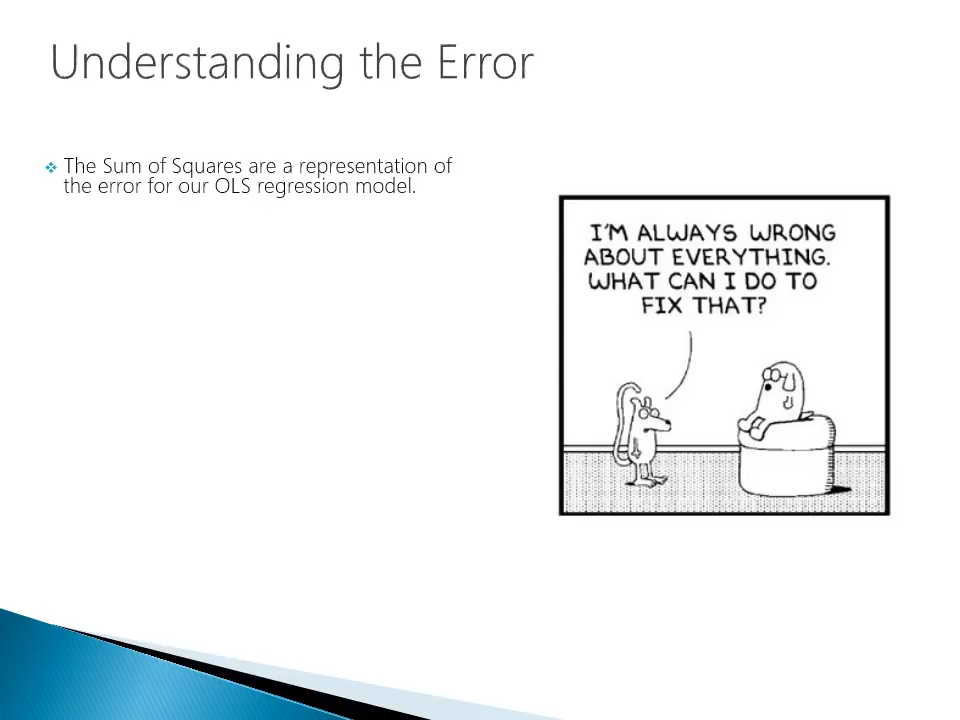 Understanding the Error
❖ The Sum of Squares are a representation of
the error for our OLS regression model.
I'M ALWAYS WRONG
ABOUT EVERYTHING.
WHAT CAN I DO TO
FIX THAT?